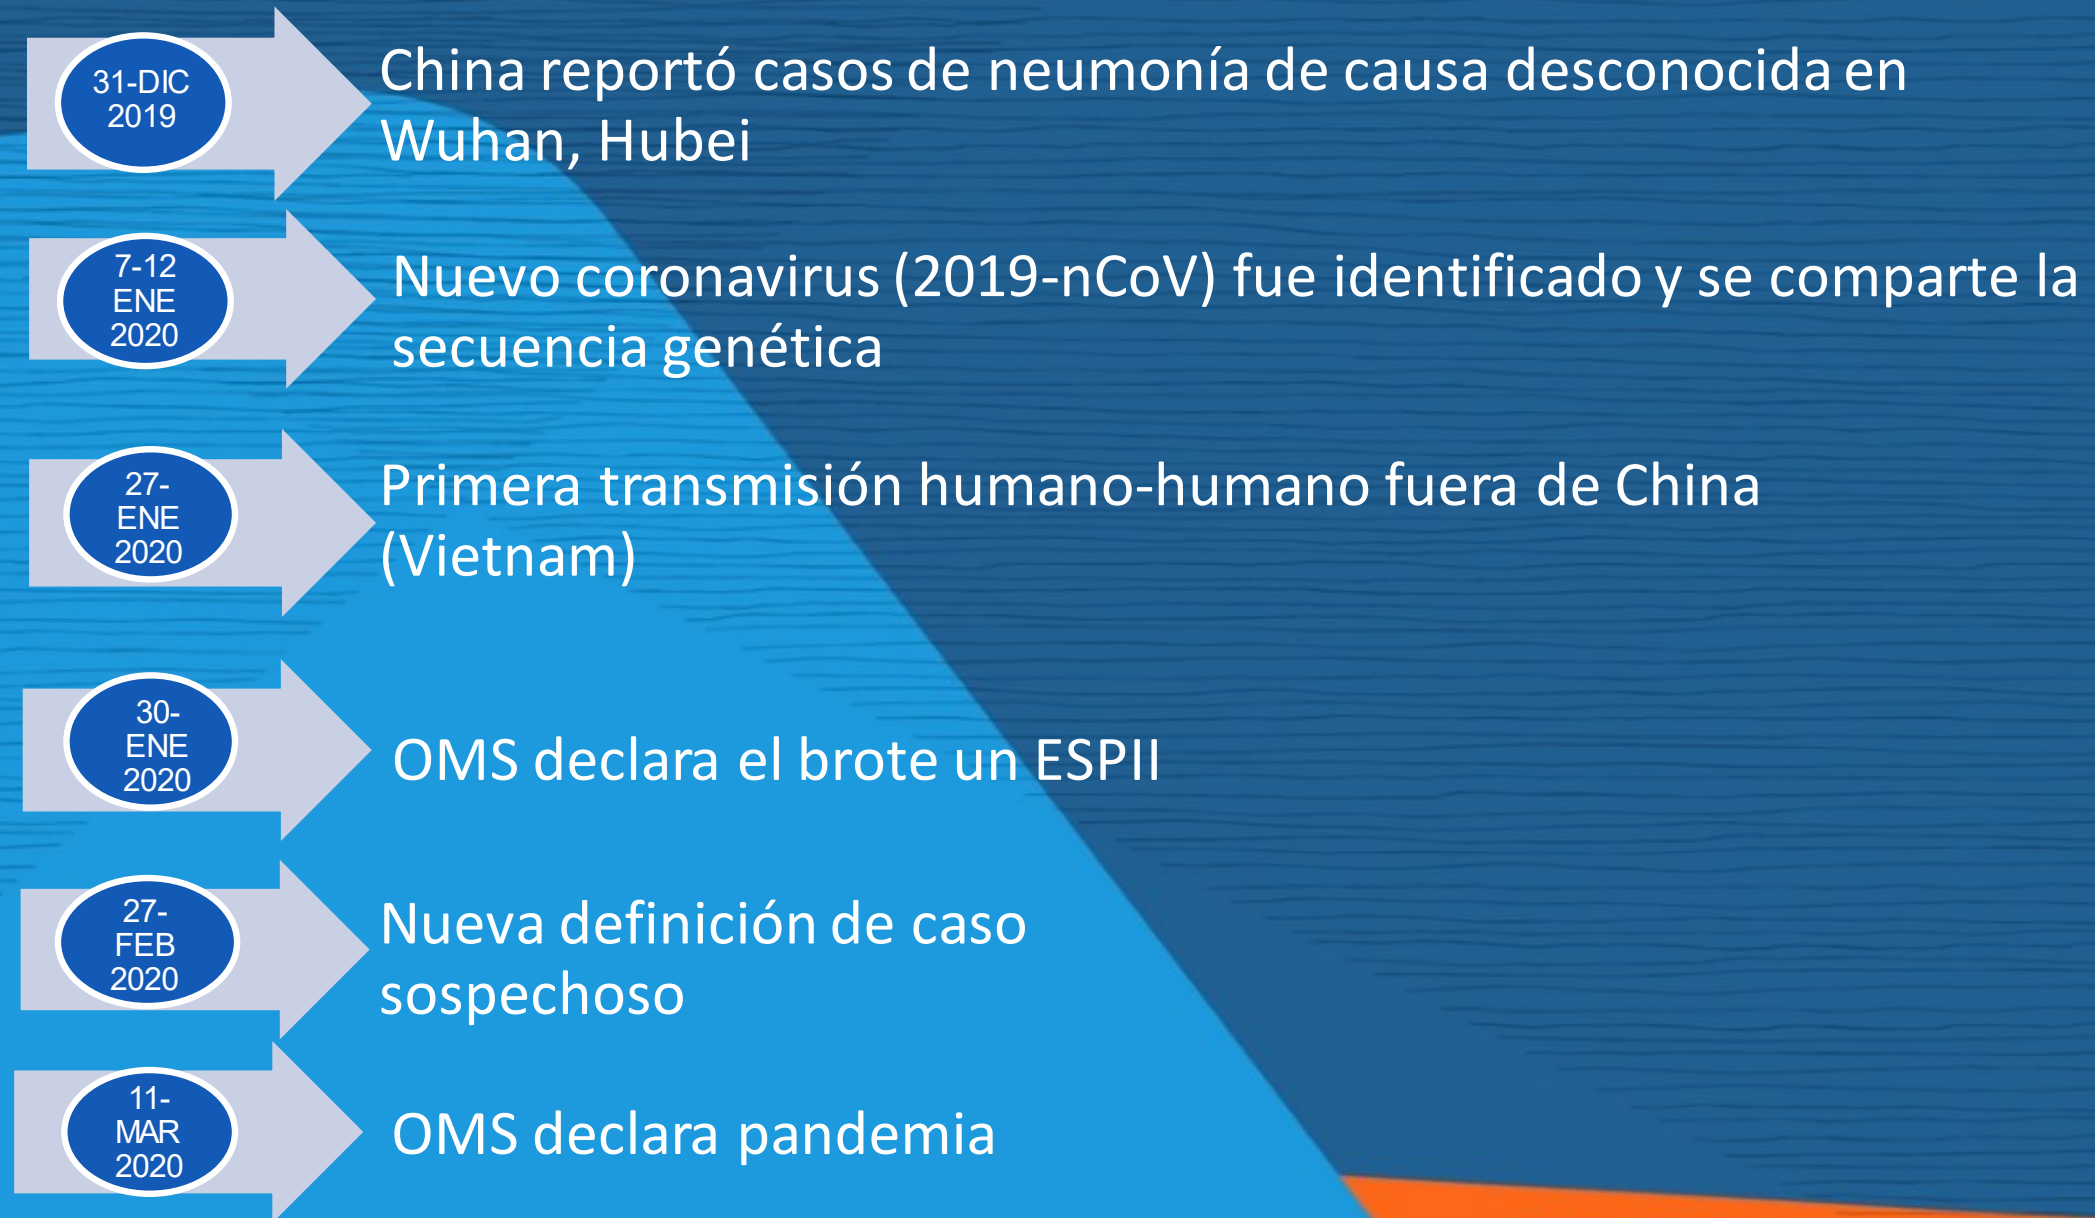 31-DIC
2019
China reportó casos de neumonía de causa desconocida en
Wuhan, Hubei
7-12
ENE
2020
Nuevo coronavirus (2019-nCoV) fue identificado y se comparte la
secuencia genética
27-
ENE
2020
Primera transmisión humano-humano fuera de China
(Vietnam)
30-
ENE
2020
OMS declara el brote un ESPII
27-
FEB
2020
Nueva definición de caso
sospechoso
11-
MAR
2020
OMS declara pandemia